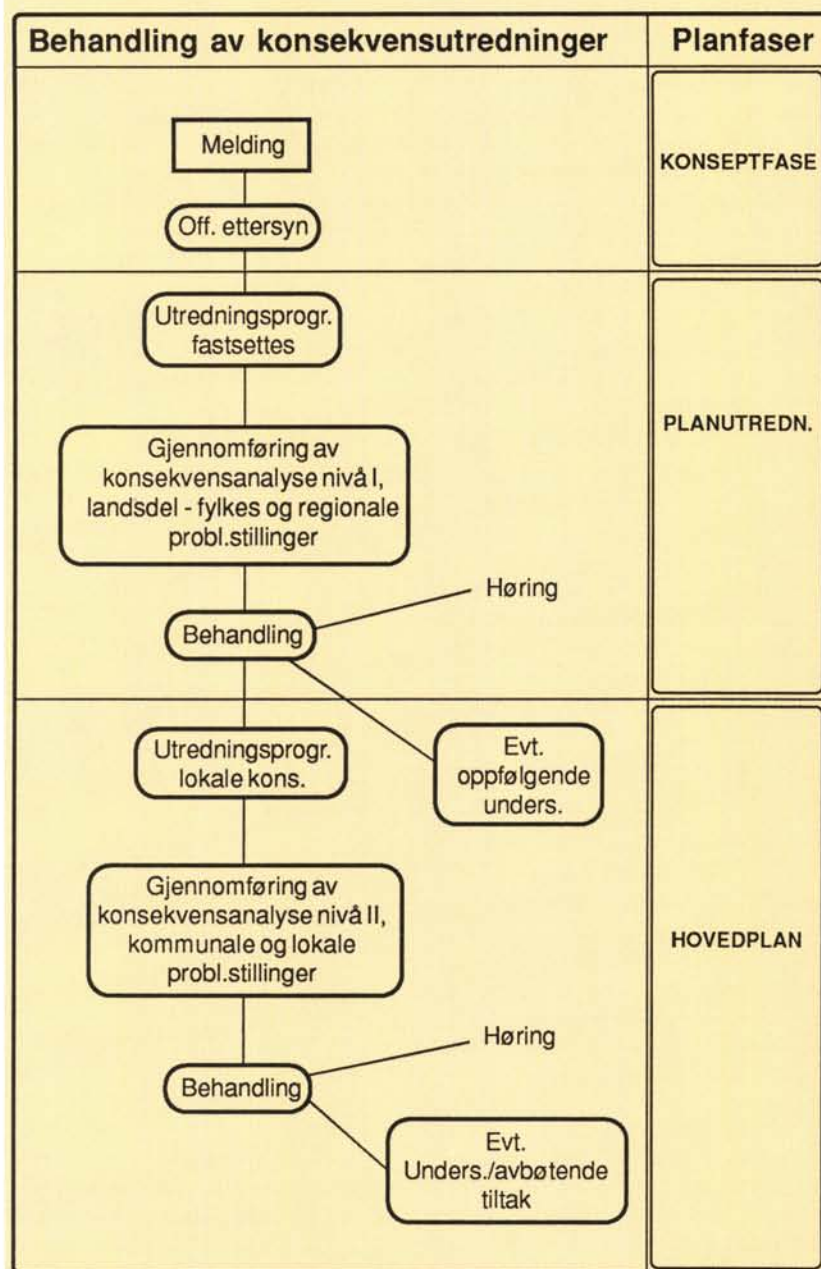 Behandling av konsekvensutredninger
Planfaser
Melding
KONSEPTFASE
Off. ettersyn
Utredningsprogr.
fastsettes
PLANUTREDN.
Gjennomføring av
konsekvensanalyse nivå I,
landsdel - fylkes og regionale
probl.stillinger
Høring
Behandling
Utredningsprogr.
lokale kons.
Evt.
oppfølgende
unders.
Gjennomføring av
konsekvensanalyse nivå II,
kommunale og lokale
probl.stillinger
HOVEDPLAN
Høring
Behandling
Evt.
Unders./avbøtende
tiltak